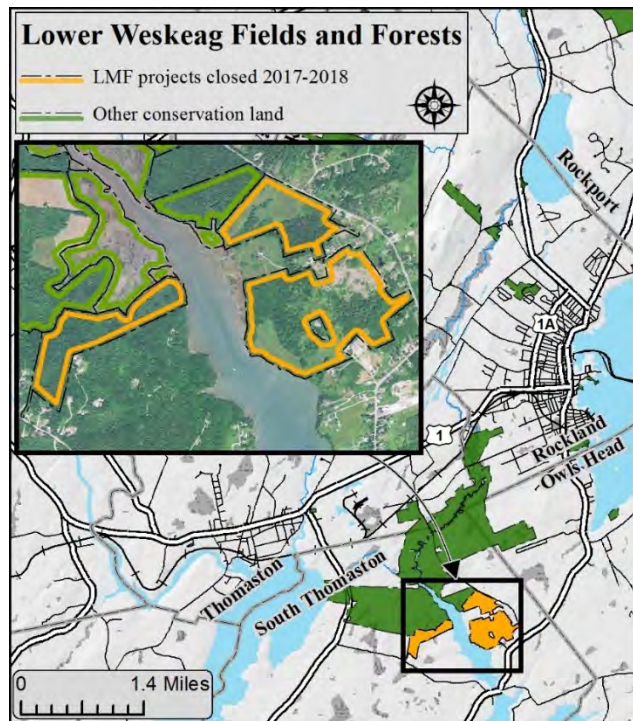 Lower Weskeag Fields and Forests
LMF projects closed 2017-2018
Other conservation land
Rockport
1A
1
Rockland
Owls Head
Thomaston
South Thomaston
0 1.4 Miles